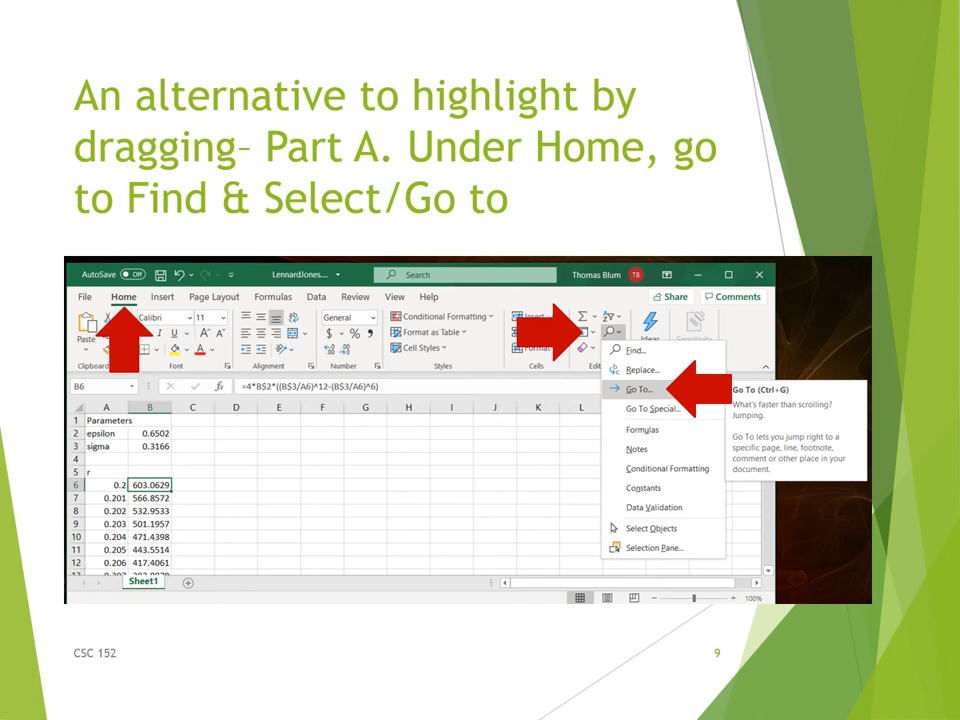 An alternative to highlight by
dragging– Part A. Under Home, go
to Find & Select/Go to
AutoSave Off LennardJones.... Search Thomas Blum TB
File Home Insert Page Layout Formulas Data Review View Help Share Comments
Calibri 11 General Conditional Formatting Insert
Paste I U A A $ % Format as Table Ideas Sensitivity
A Cell Styles Format
Clipboard Font Alignment Number Styles Cells
B6 fx =4*B$2*((B$3/A6)^12-(B$3/A6)^6)
A B C D E F G H I J K L
1 Parameters
2 epsilon 0.6502
3 sigma 0.3166
4
5 r
6 0.2 603.0629
7 0.201 566.8572
8 0.202 532.9533
9 0.203 501.1957
10 0.204 471.4398
11 0.205 443.5514
12 0.206 417.4061
Find...
Replace...
Go To...
Go To Special...
Formulas
Notes
Conditional Formatting
Constants
Data Validation
Select Objects
Selection Pane...
Go To (Ctrl+G)
What's faster than scrolling?
Jumping.
Go To lets you jump right to a
specific page, line, footnote,
comment or other place in your
document.
Sheet1
100%
CSC 152
9